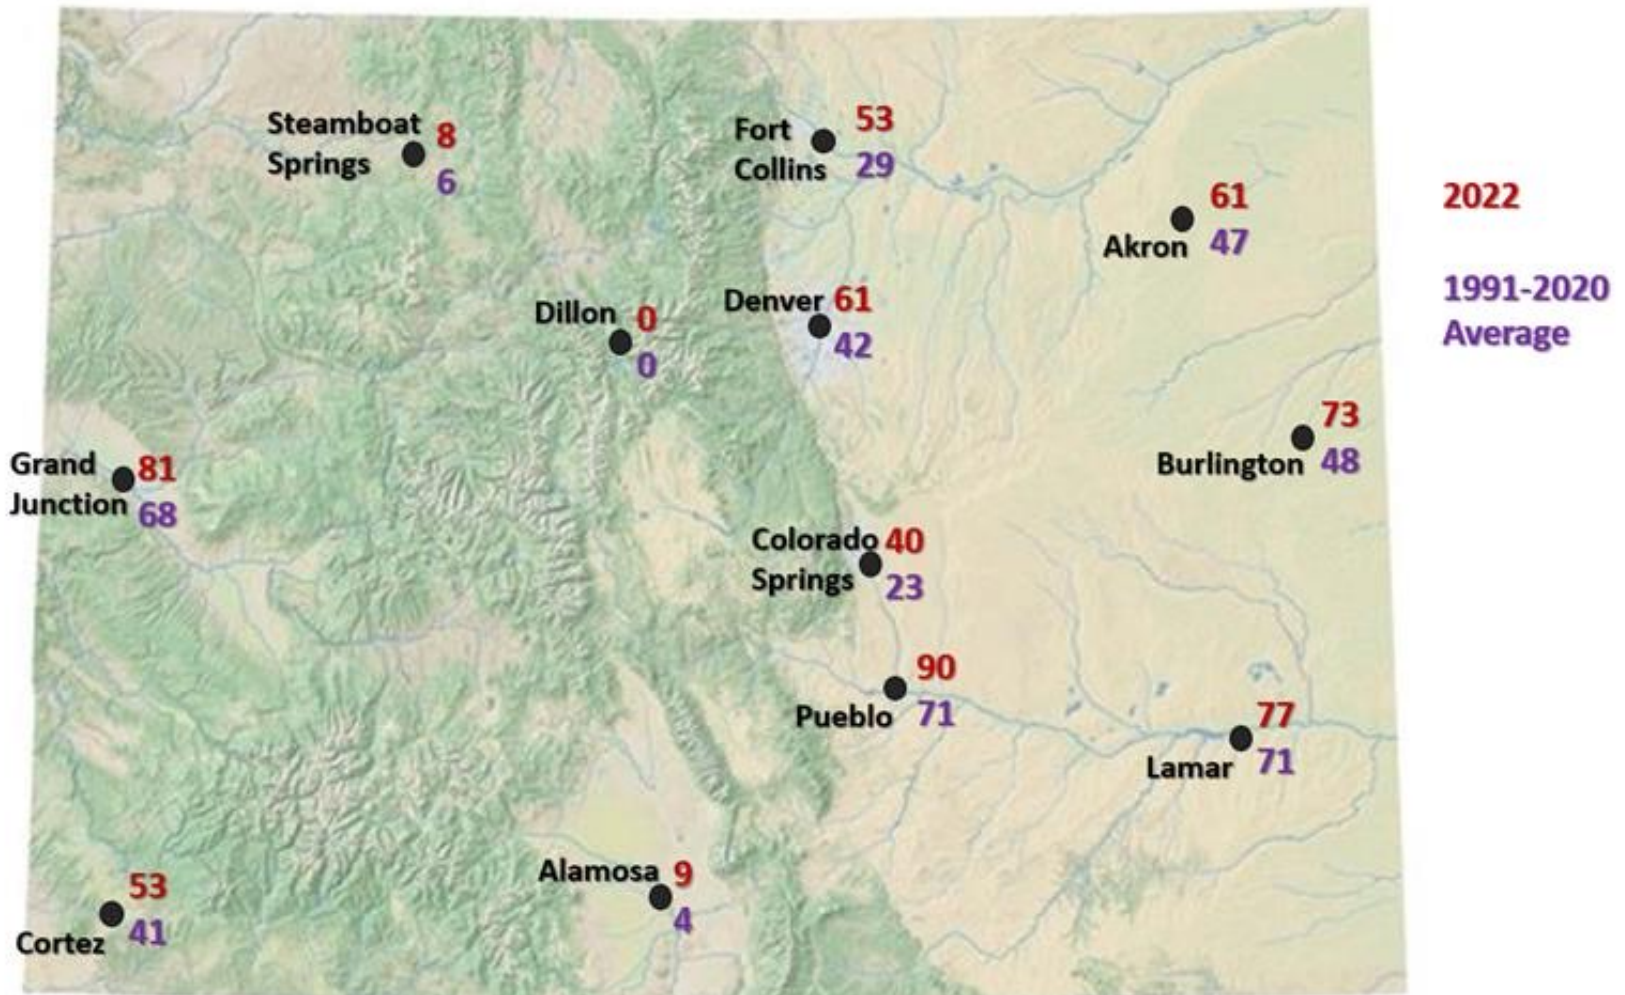 Steamboat
Springs
8
6
Fort
Collins
53
29
61
47
Akron
2022
1991-2020
Average
Dillon
0
0
Denver
61
42
73
48
Burlington
Grand
Junction
81
68
Colorado
Springs
40
23
90
71
Pueblo
77
71
Lamar
Alamosa
9
4
53
41
Cortez